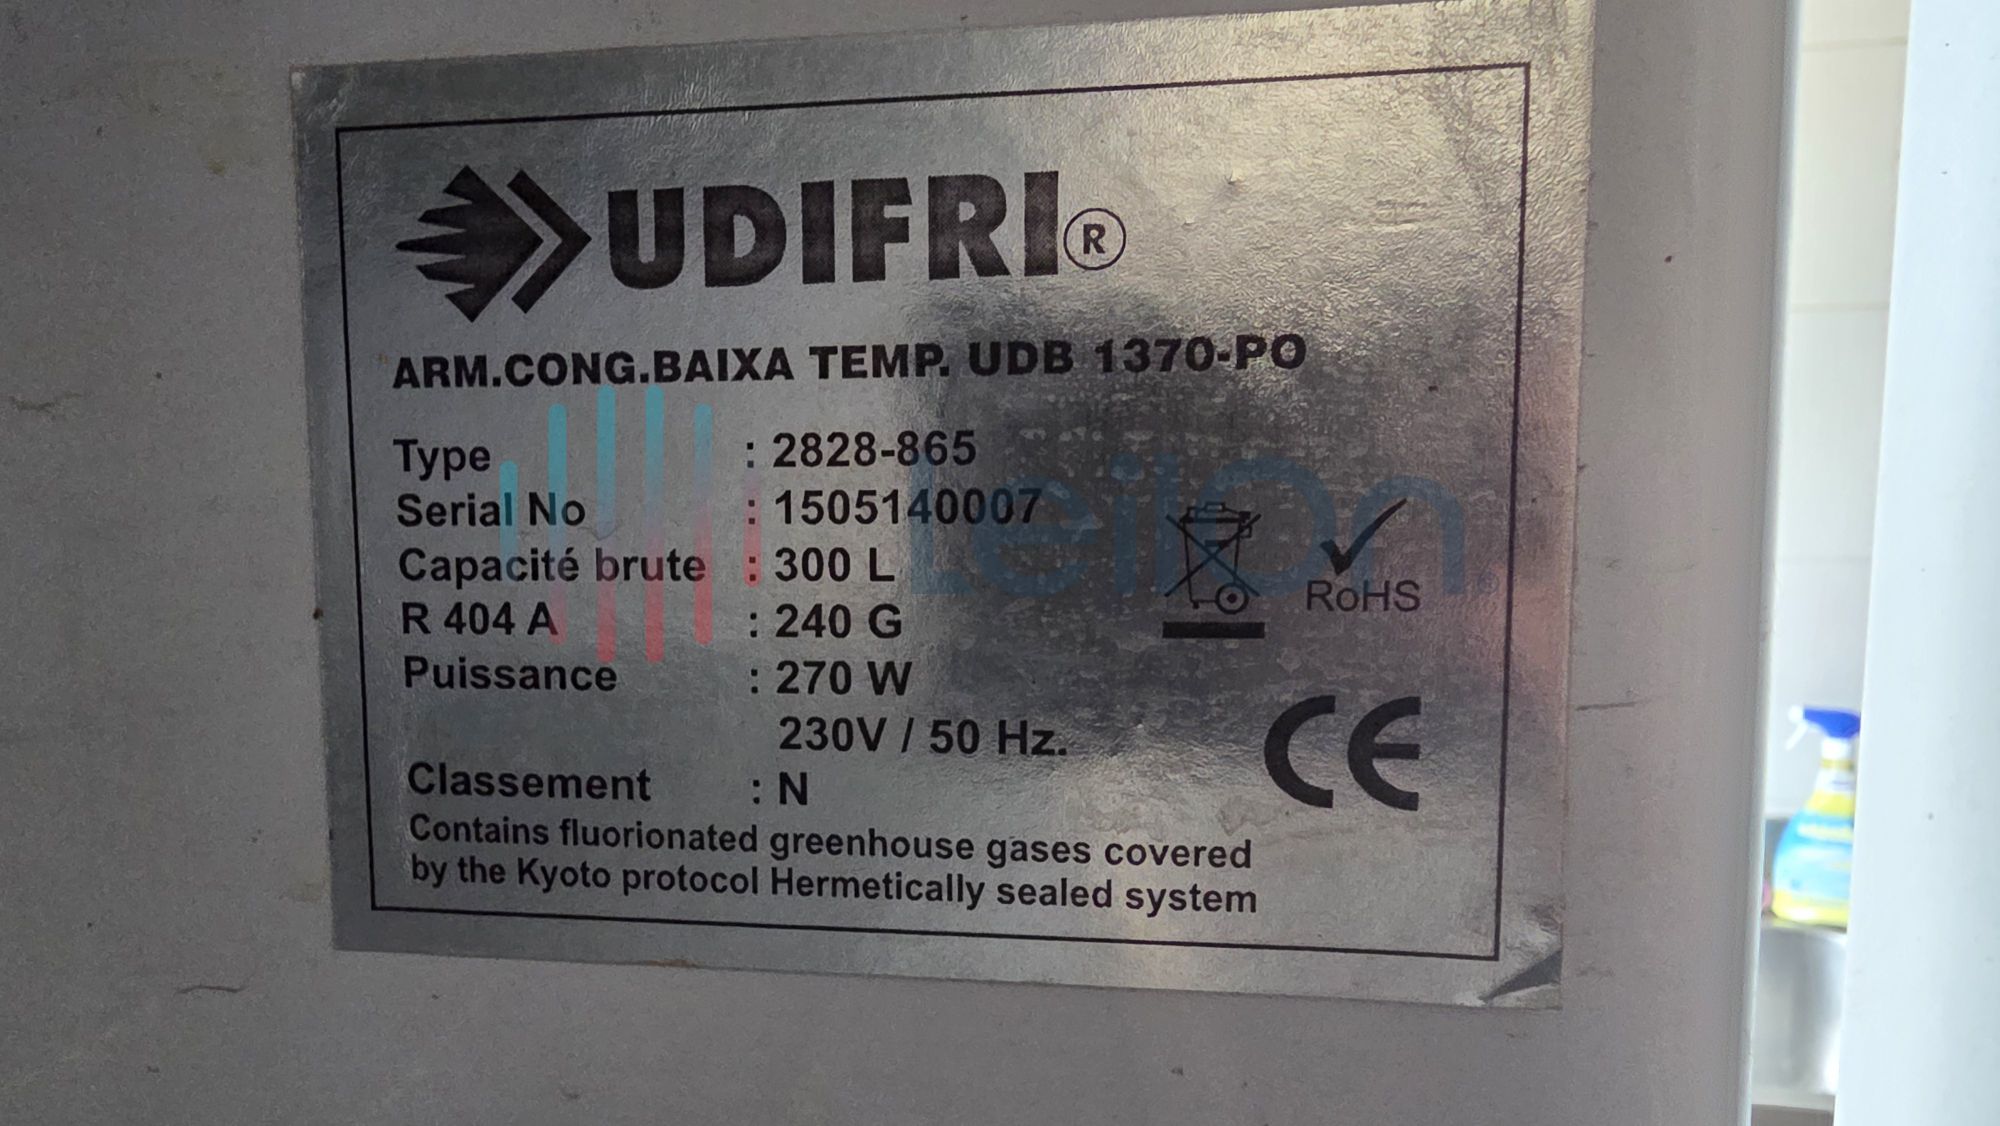 UDIFRI®
ARM.CONG.BAIXA TEMP. UDB 1370-PO
Type : 2828-865
Serial No : 1505140007
Capacité brute : 300 L
R 404 A : 240 G
Puissance : 270 W
230V / 50 Hz.
Classement : N
Contains fluorionated greenhouse gases covered
by the Kyoto protocol Hermetically sealed system
RoHS
CE
LeilOn®